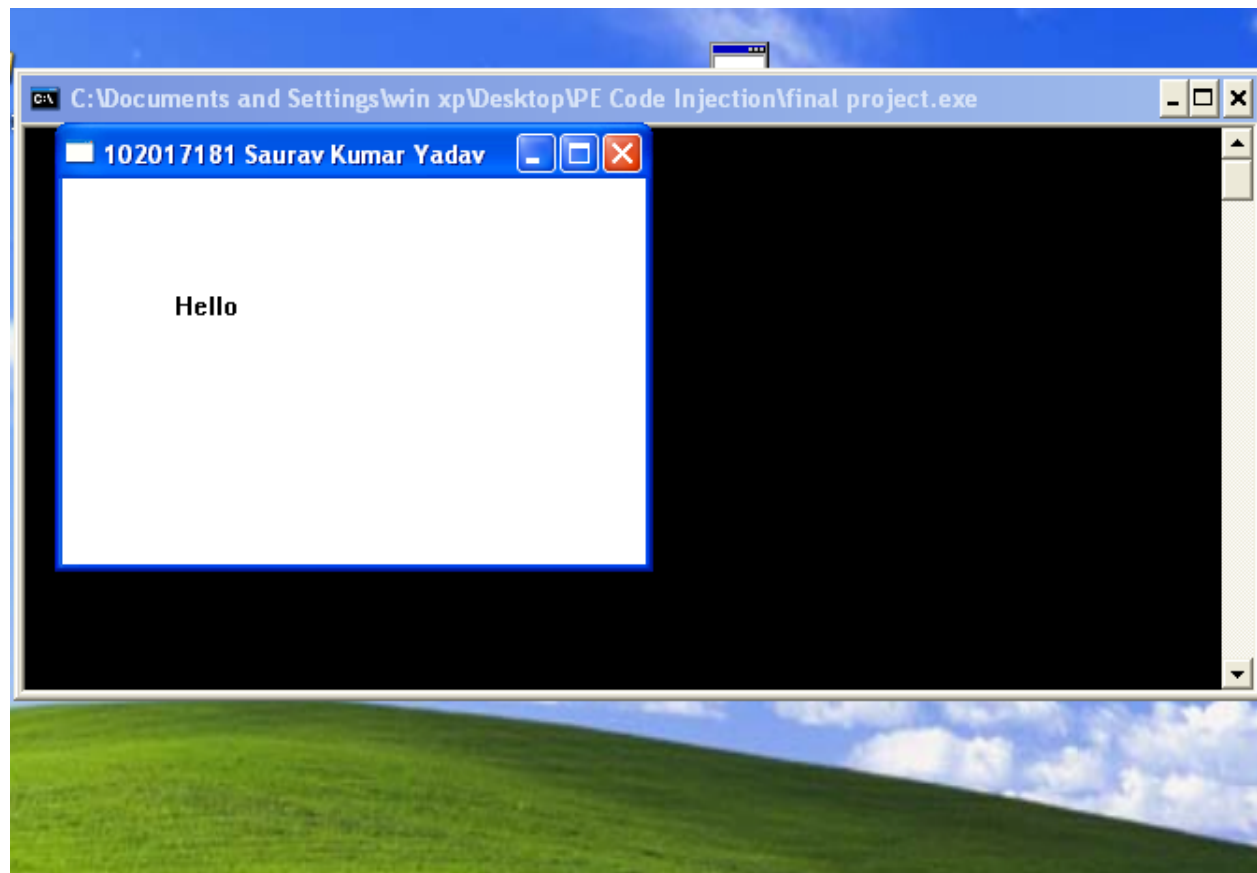 C:\Documents and Settings\win xp\Desktop\PE Code Injection\final project.exe
102017181 Saurav Kumar Yadav
Hello